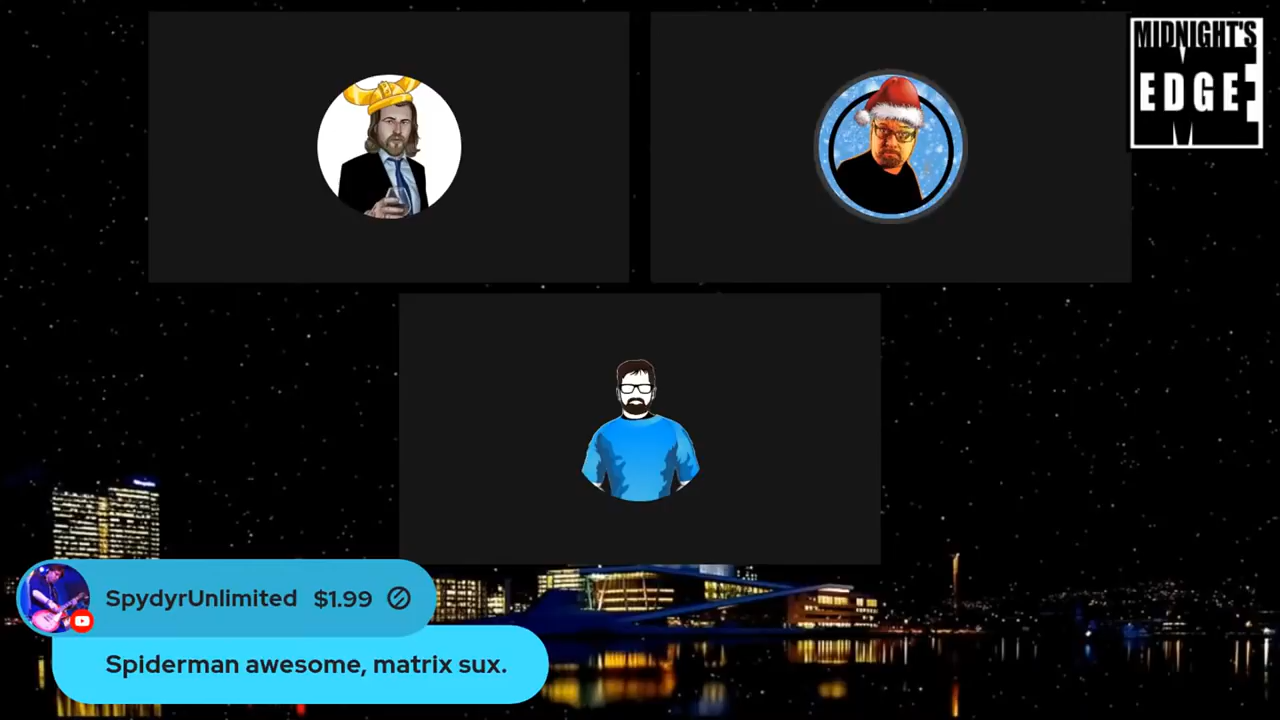 MIDNIGHT'S
EDGE
SpydyrUnlimited $1.99
Spiderman awesome, matrix sux.